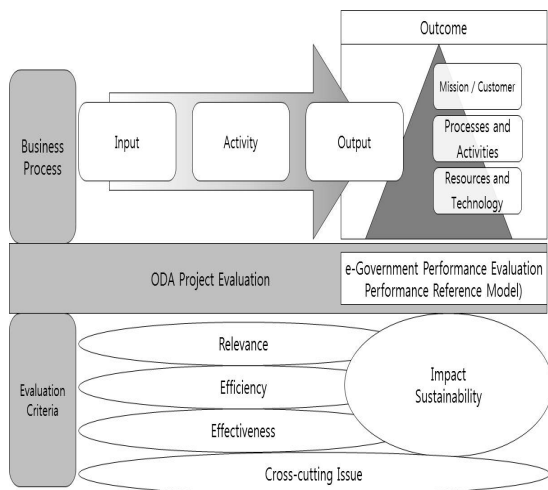 Outcome
Mission / Customer
Processes and
Activities
Resources and
Technology
Business
Process
Input
Activity
Output
ODA Project Evaluation
e-Government Performance Evaluation
Performance Reference Model)
Evaluation
Criteria
Relevance
Efficiency
Effectiveness
Impact
Sustainability
Cross-cutting Issue